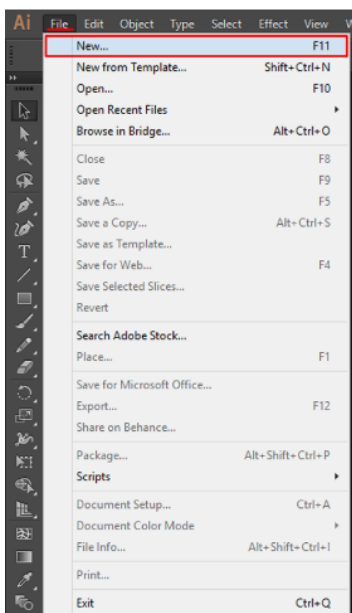 Ai File Edit Object Type Select Effect View
New... F11
New from Template... Shift+Ctrl+N
Open... F10
Open Recent Files
Browse in Bridge... Alt+Ctrl+O
Close F8
Save F9
Save As... F5
Save a Copy... Alt+Ctrl+S
Save as Template...
Save for Web... F4
Save Selected Slices...
Revert
Search Adobe Stock...
Place... F1
Save for Microsoft Office...
Export... F12
Share on Behance...
Package... Alt+Shift+Ctrl+P
Scripts
Document Setup... Ctrl+A
Document Color Mode
File Info... Alt+Shift+Ctrl+I
Print...
Exit Ctrl+Q